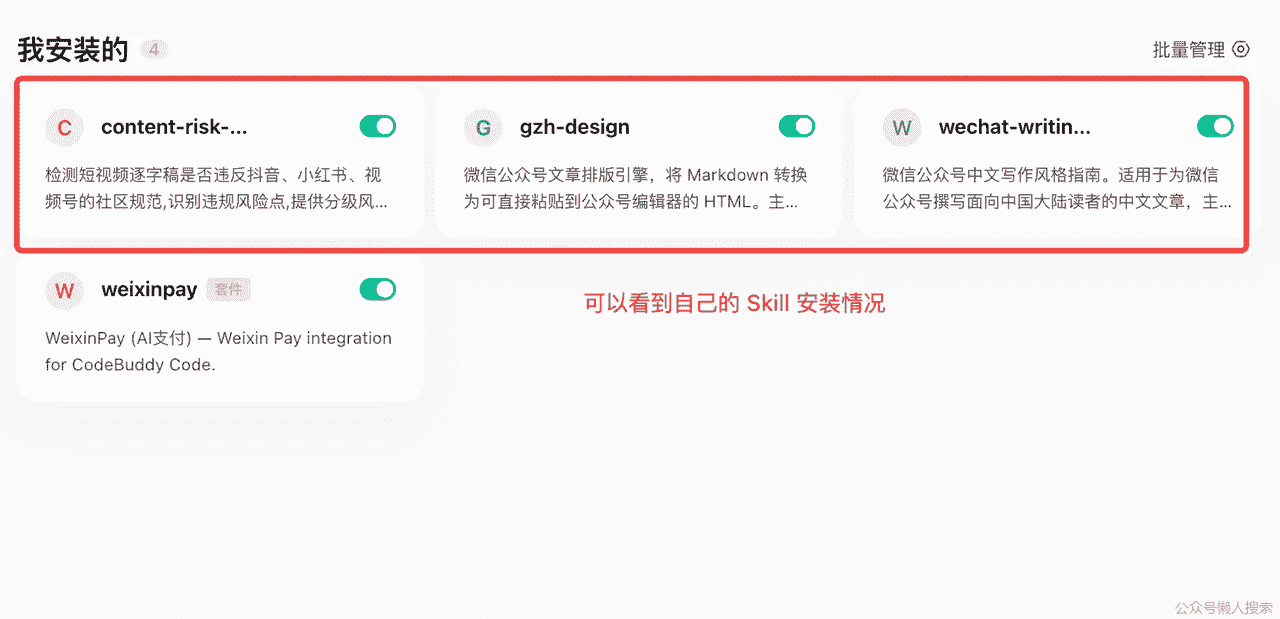 我安装的 4
批量管理
C content-risk-...
检测短视频逐字稿是否违反抖音、小红书、视
频号的社区规范,识别违规风险点,提供分级风...
G gzh-design
微信公众号文章排版引擎，将 Markdown 转换
为可直接粘贴到公众号编辑器的 HTML。主...
W wechat-writin...
微信公众号中文写作风格指南。适用于为微信
公众号撰写面向中国大陆读者的中文文章，主...
W weixinpay 套件
WeixinPay (AI支付) — Weixin Pay integration
for CodeBuddy Code.
可以看到自己的 Skill 安装情况
公众号懒人搜索